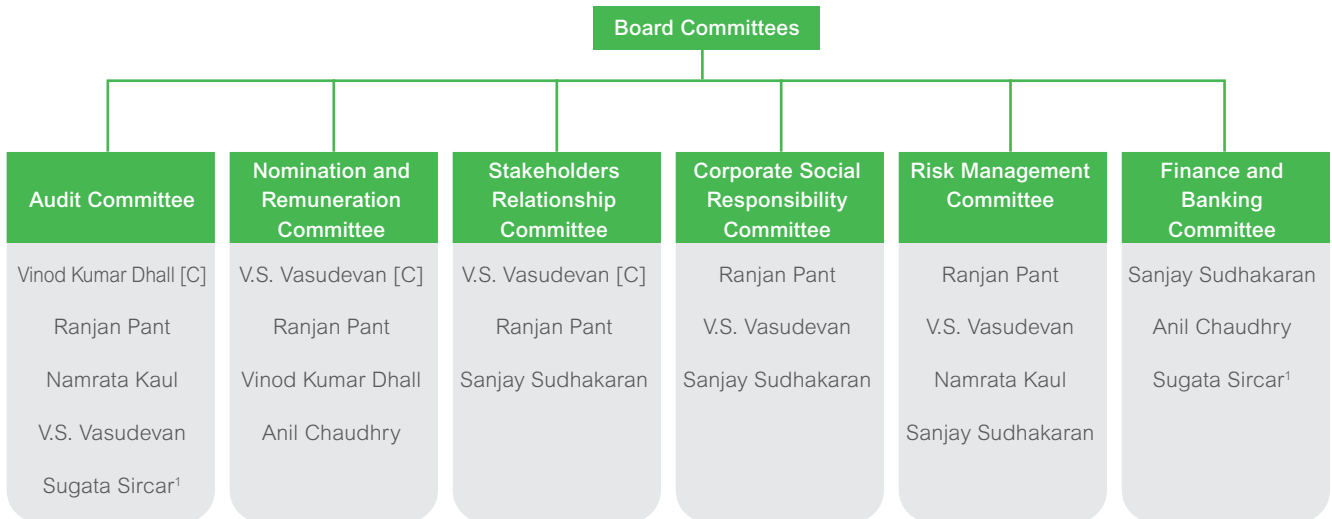 Board Committees
Audit Committee
Vinod Kumar Dhall [C]
Ranjan Pant
Namrata Kaul
V.S. Vasudevan
Sugata Sircar¹
Nomination and
Remuneration
Committee
V.S. Vasudevan [C]
Ranjan Pant
Vinod Kumar Dhall
Anil Chaudhry
Stakeholders
Relationship
Committee
V.S. Vasudevan [C]
Ranjan Pant
Sanjay Sudhakaran
Corporate Social
Responsibility
Committee
Ranjan Pant
V.S. Vasudevan
Sanjay Sudhakaran
Risk Management
Committee
Ranjan Pant
V.S. Vasudevan
Namrata Kaul
Sanjay Sudhakaran
Finance and
Banking
Committee
Sanjay Sudhakaran
Anil Chaudhry
Sugata Sircar¹